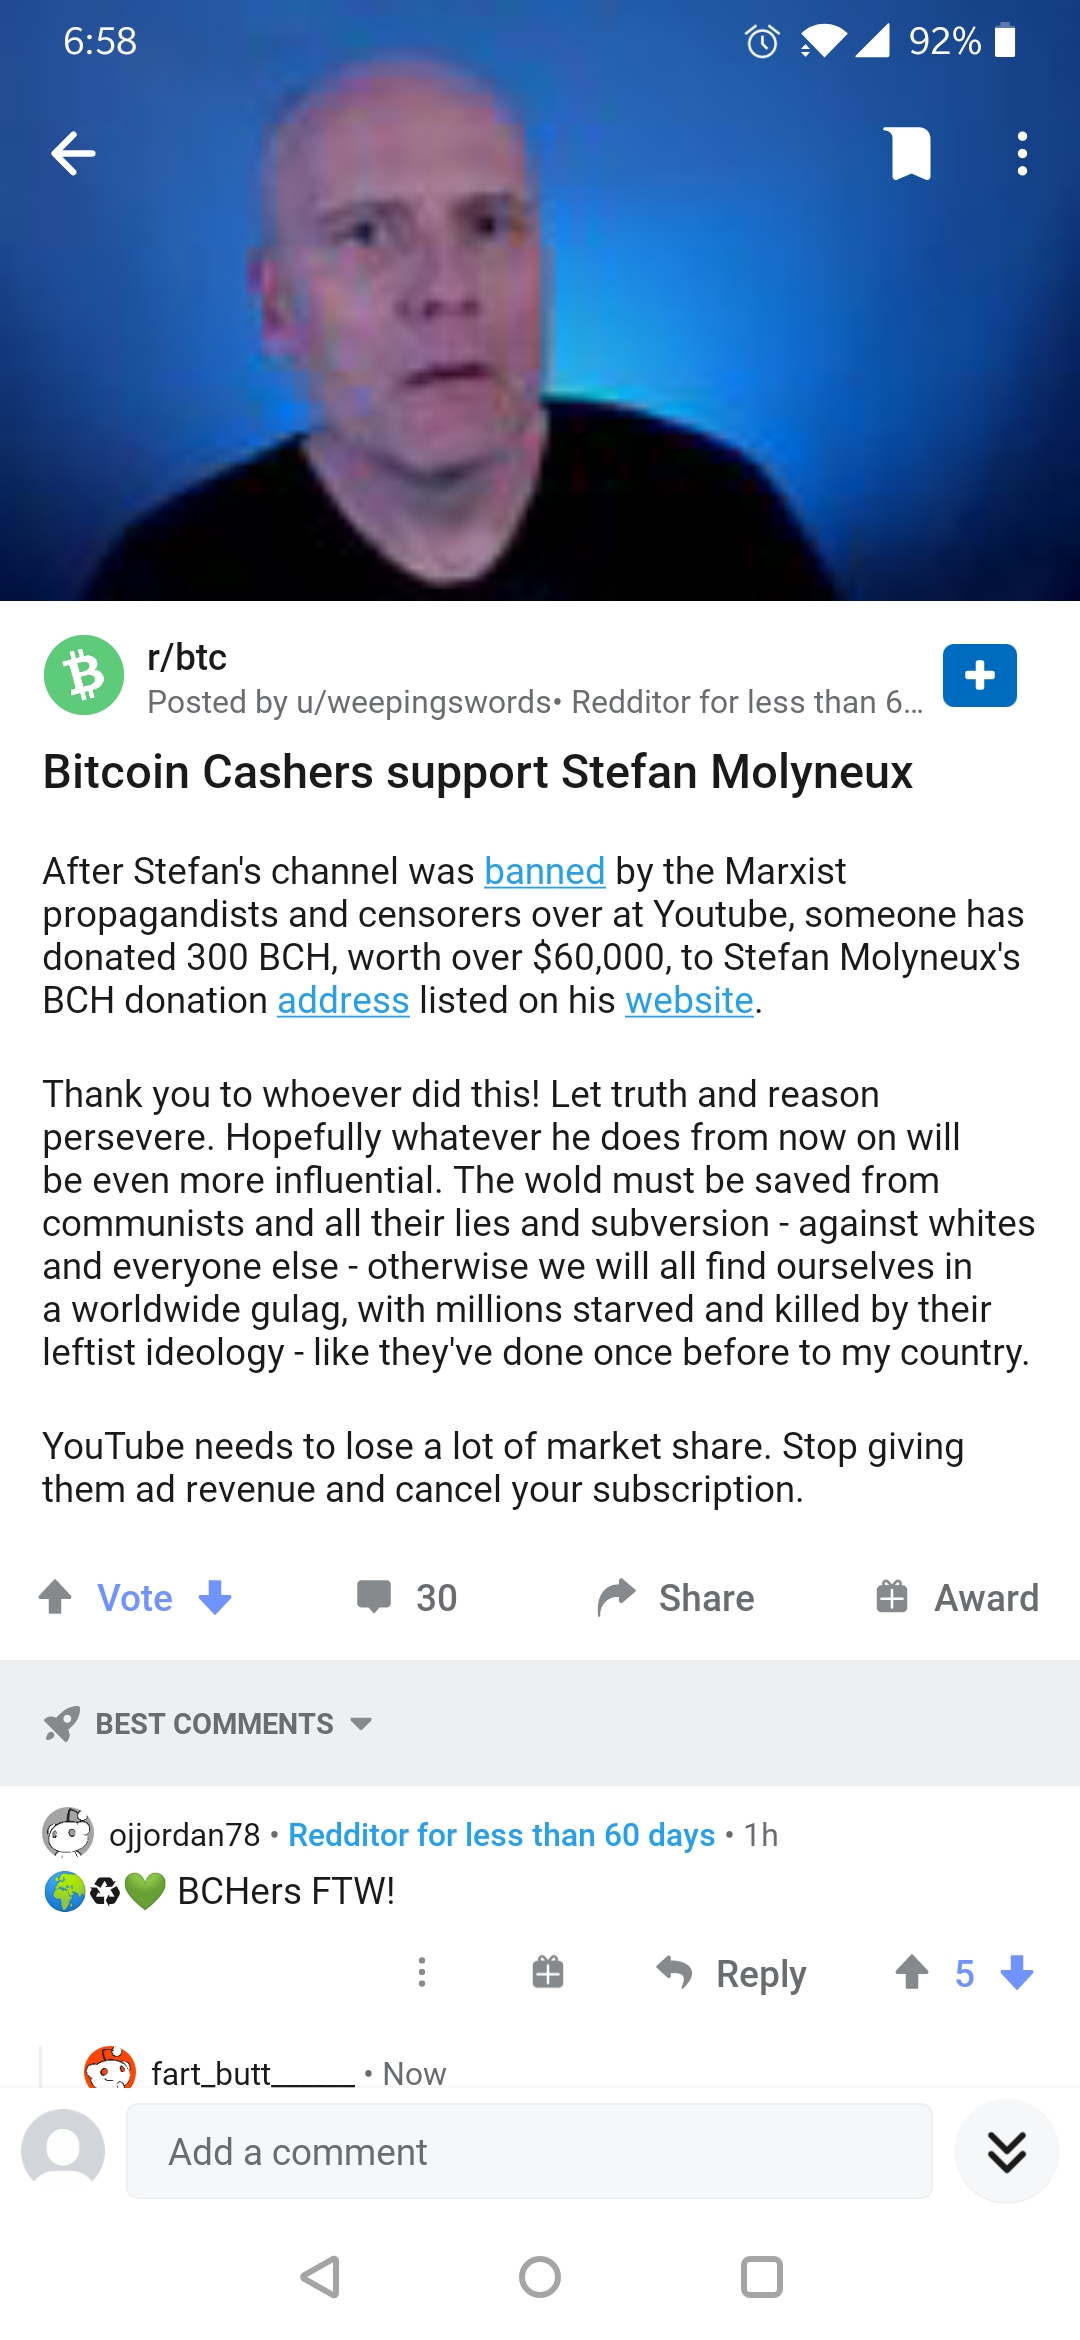 6:58
92%
r/btc
Posted by u/weepingswords• Redditor for less than 6...
Bitcoin Cashers support Stefan Molyneux
After Stefan's channel was banned by the Marxist
propagandists and censorers over at Youtube, someone has
donated 300 BCH, worth over $60,000, to Stefan Molyneux's
BCH donation address listed on his website.
Thank you to whoever did this! Let truth and reason
persevere. Hopefully whatever he does from now on will
be even more influential. The wold must be saved from
communists and all their lies and subversion - against whites
and everyone else - otherwise we will all find ourselves in
a worldwide gulag, with millions starved and killed by their
leftist ideology - like they've done once before to my country.
YouTube needs to lose a lot of market share. Stop giving
them ad revenue and cancel your subscription.
Vote
30
Share
Award
BEST COMMENTS
ojjordan78 • Redditor for less than 60 days • 1h
🌍♻💚 BCHers FTW!
Reply
5
fart_butt______ • Now
Add a comment